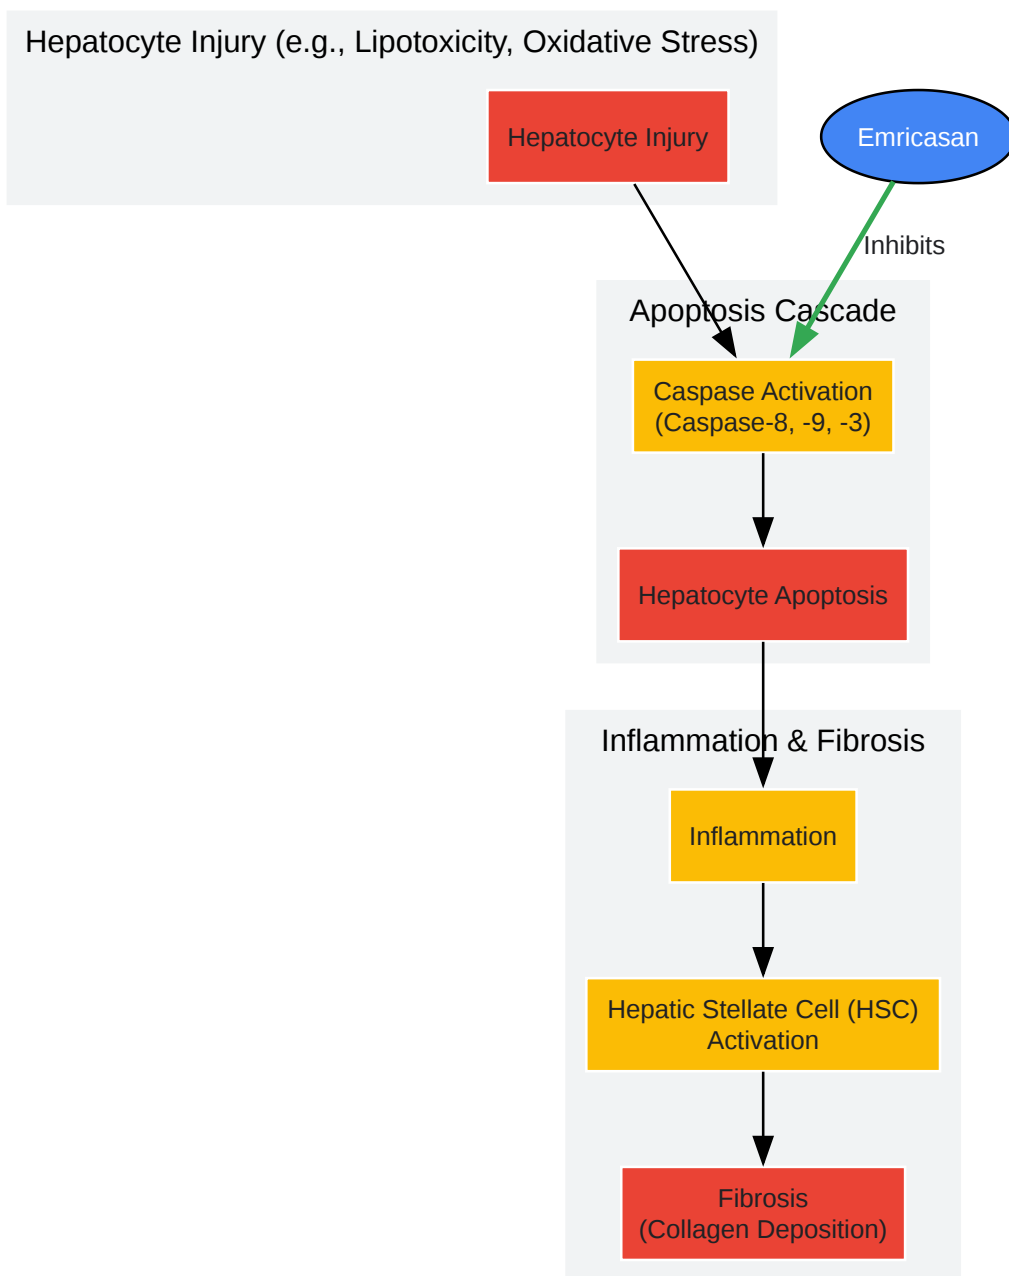 Hepatocyte Injury (e.g., Lipotoxicity, Oxidative Stress)
Hepatocyte Injury
Emricasan
Inhibits
Apoptosis Cascade
Caspase Activation
(Caspase-8, -9, -3)
Hepatocyte Apoptosis
Inflammation & Fibrosis
Inflammation
Hepatic Stellate Cell (HSC)
Activation
Fibrosis
(Collagen Deposition)